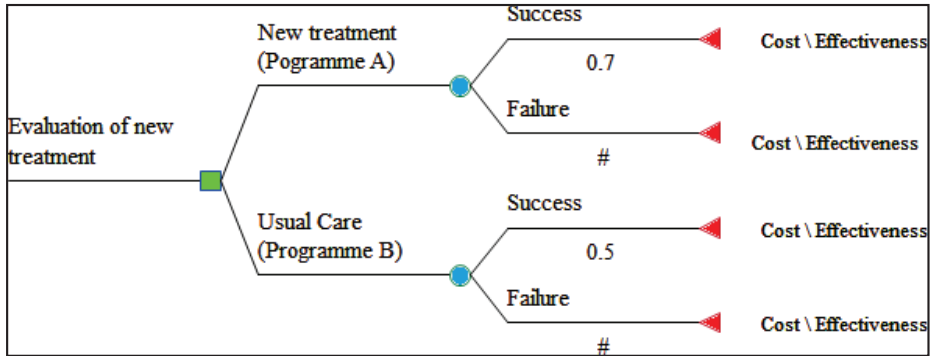 Success
New treatment
(Pogramme A)
Cost \ Effectiveness
0.7
Failure
Evaluation of new
treatment
Cost \ Effectiveness
#
Success
Usual Care
(Programme B)
Cost \ Effectiveness
0.5
Failure
Cost \ Effectiveness
#